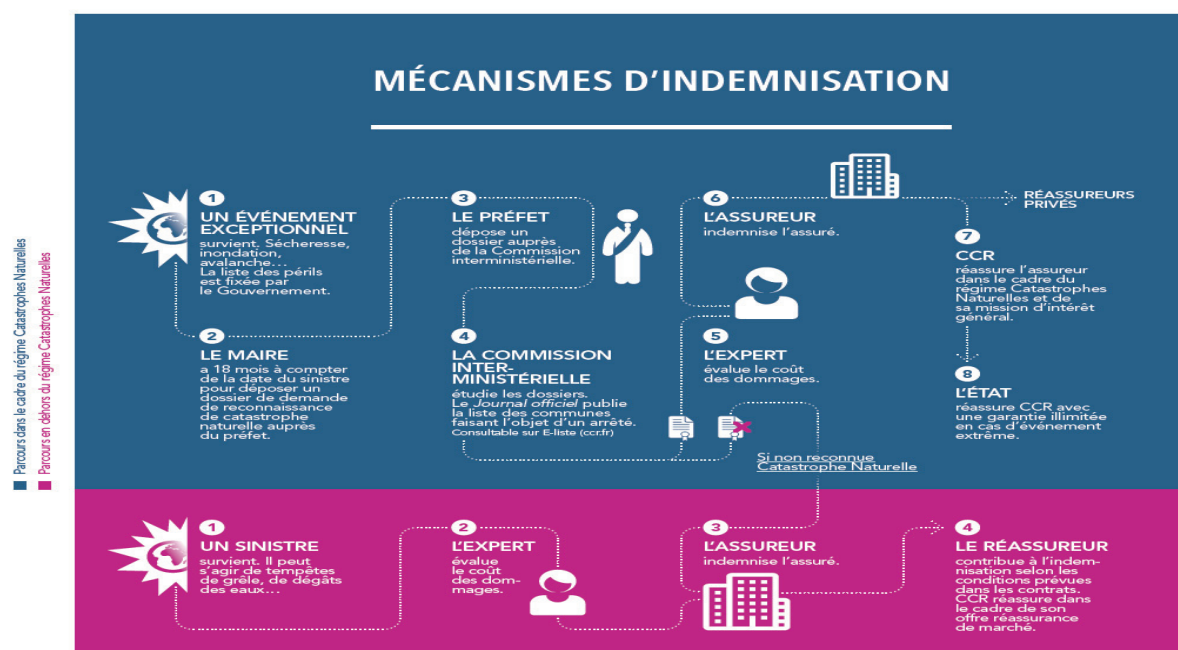 MÉCANISMES D'INDEMNISATION
Parcours dans le cadre du régime Catastrophes Naturelles
Parcours en dehors du régime Catastrophes Naturelles
1
UN ÉVÉNEMENT
EXCEPTIONNEL
survient. Sécheresse,
inondation,
avalanche...
La liste des périls
est fixée par
le Gouvernement.
2
LE MAIRE
a 18 mois à compter
de la date du sinistre
pour déposer un
dossier de demande
de reconnaissance
de catastrophe
naturelle auprès
du préfet.
3
LE PRÉFET
dépose un
dossier auprès
de la Commission
interministérielle.
4
LA COMMISSION
INTER-
MINISTÉRIELLE
étudie les dossiers.
Le Journal officiel publie
la liste des communes
faisant l'objet d'un arrêté.
Consultable sur E-liste (ccr.fr)
5
L'EXPERT
évalue le coût
des dommages.
Si non reconnue
Catastrophe Naturelle
6
L'ASSUREUR
indemnise l'assuré.
RÉASSUREURS
PRIVÉS
7
CCR
réassure l'assureur
dans le cadre du
régime Catastrophes
Naturelles et de
sa mission d'intérêt
général.
8
L'ÉTAT
réassure CCR avec
une garantie illimitée
en cas d'événement
extrême.
1
UN SINISTRE
survient. Il peut
s'agir de tempêtes
de grêle, de dégâts
des eaux...
2
L'EXPERT
évalue
le coût
des dom-
mages.
3
L'ASSUREUR
indemnise l'assuré.
4
LE RÉASSUREUR
contribue à l'indem-
nisation selon les
conditions prévues
dans les contrats.
CCR réassure dans
le cadre de son
offre réassurance
de marché.